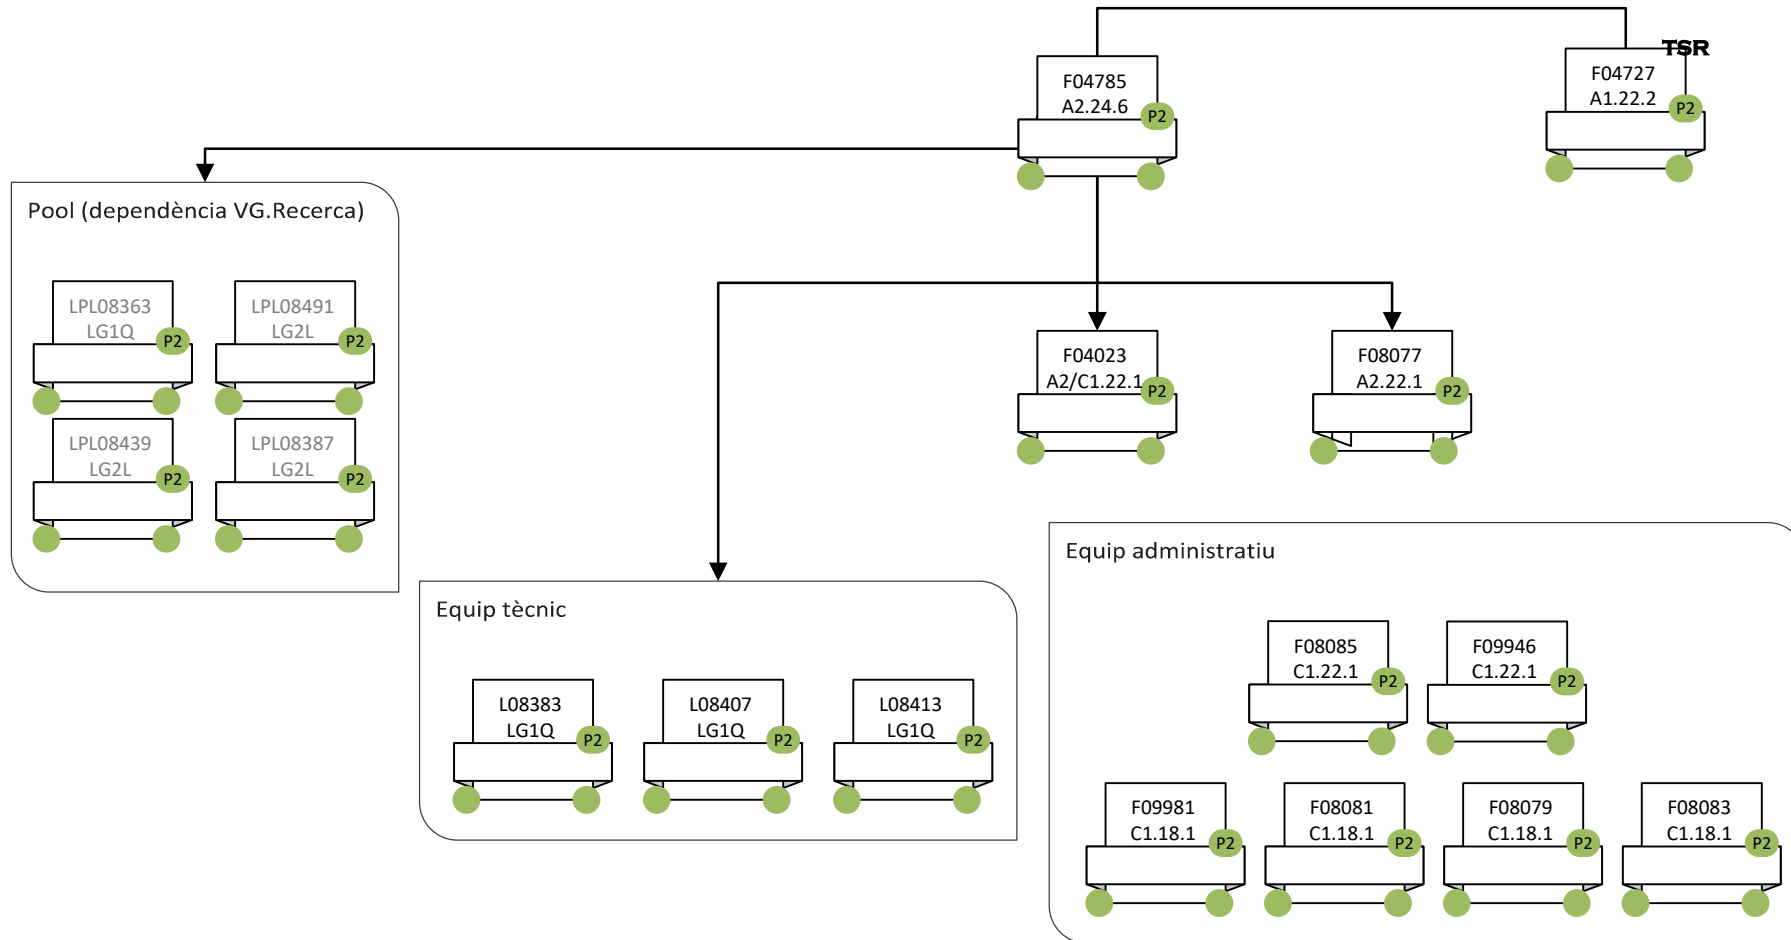 TSR
F04785
A2.24.6
P2
F04727
A1.22.2
P2
Pool (dependència VG.Recerca)
LPL08363
LG1Q
P2
LPL08491
LG2L
P2
LPL08439
LG2L
P2
LPL08387
LG2L
P2
F04023
A2/C1.22.1
P2
F08077
A2.22.1
P2
Equip tècnic
L08383
LG1Q
P2
L08407
LG1Q
P2
L08413
LG1Q
P2
Equip administratiu
F08085
C1.22.1
P2
F09946
C1.22.1
P2
F09981
C1.18.1
P2
F08081
C1.18.1
P2
F08079
C1.18.1
P2
F08083
C1.18.1
P2